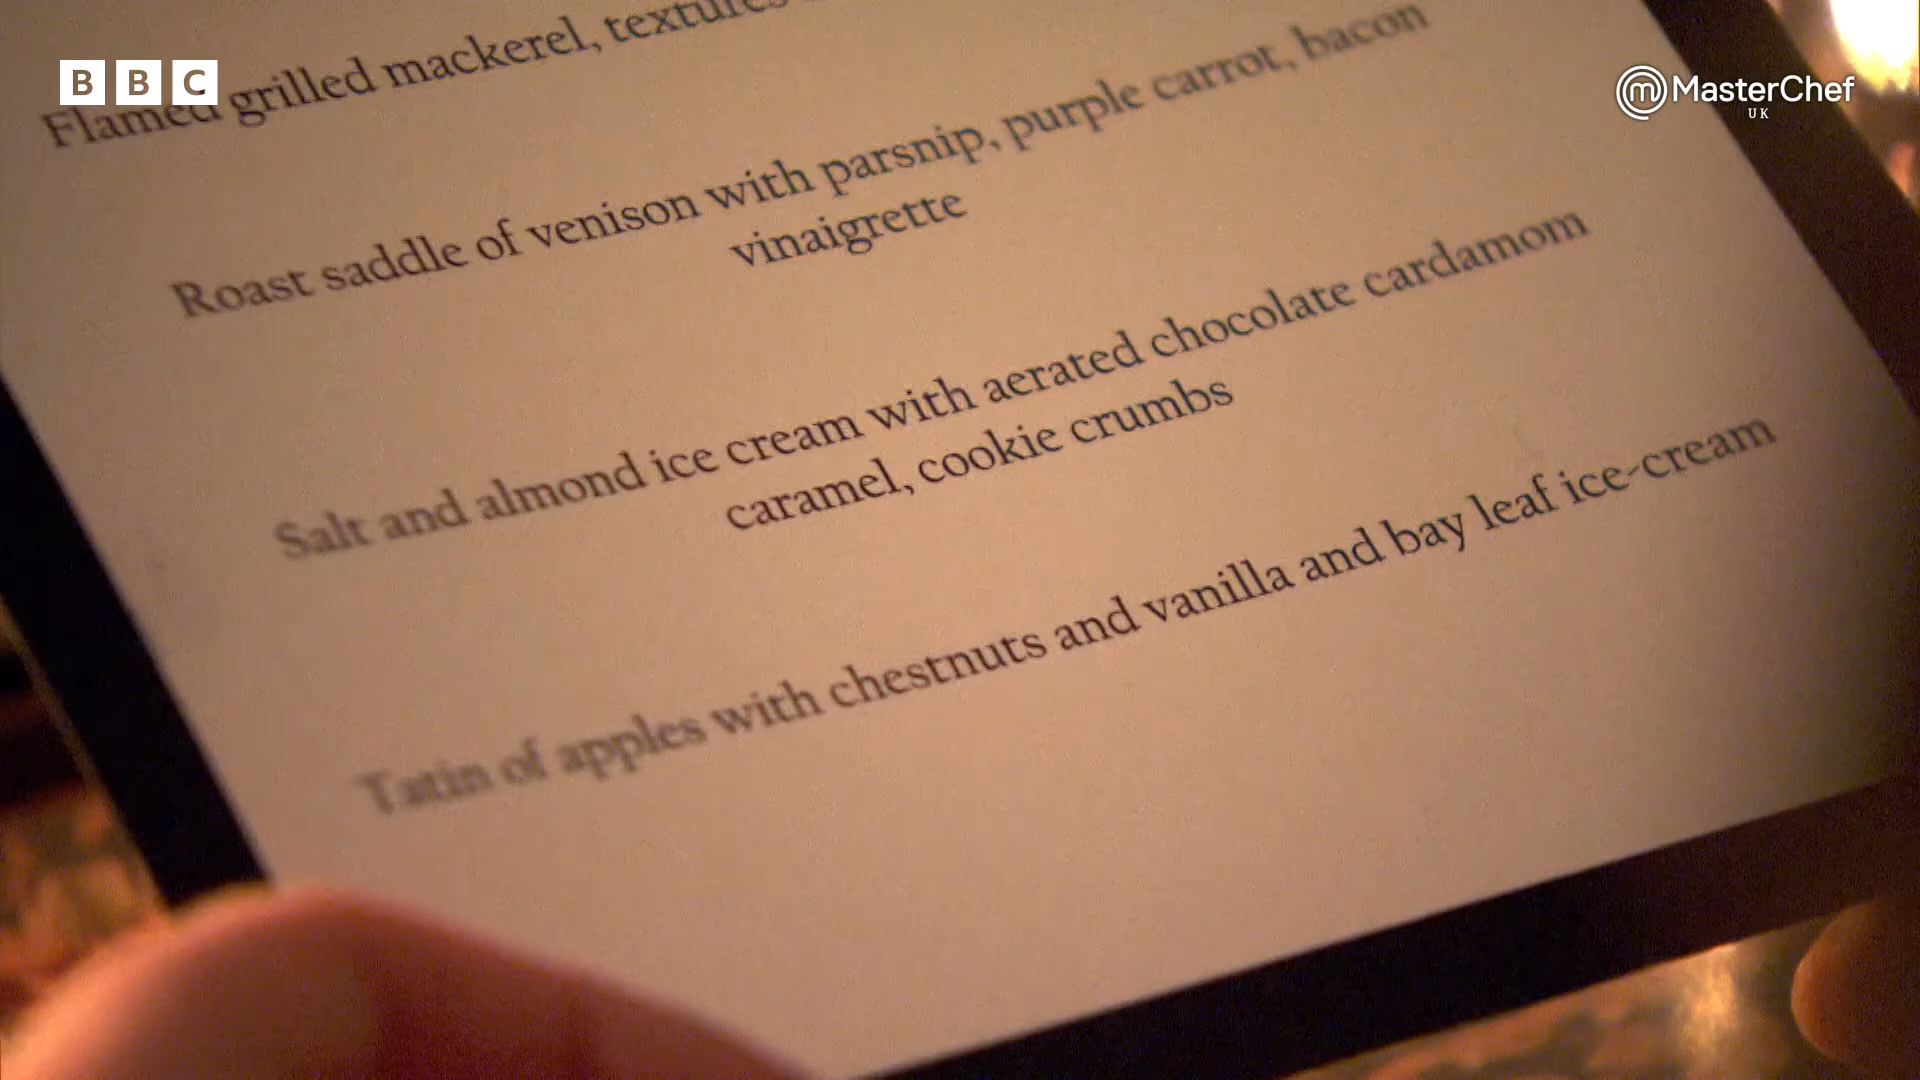 BBC
MasterChef
UK
Flamed grilled mackerel, textures
Roast saddle of venison with parsnip, purple carrot, bacon
vinaigrette
Salt and almond ice cream with aerated chocolate cardamom
caramel, cookie crumbs
Tatin of apples with chestnuts and vanilla and bay leaf ice-cream